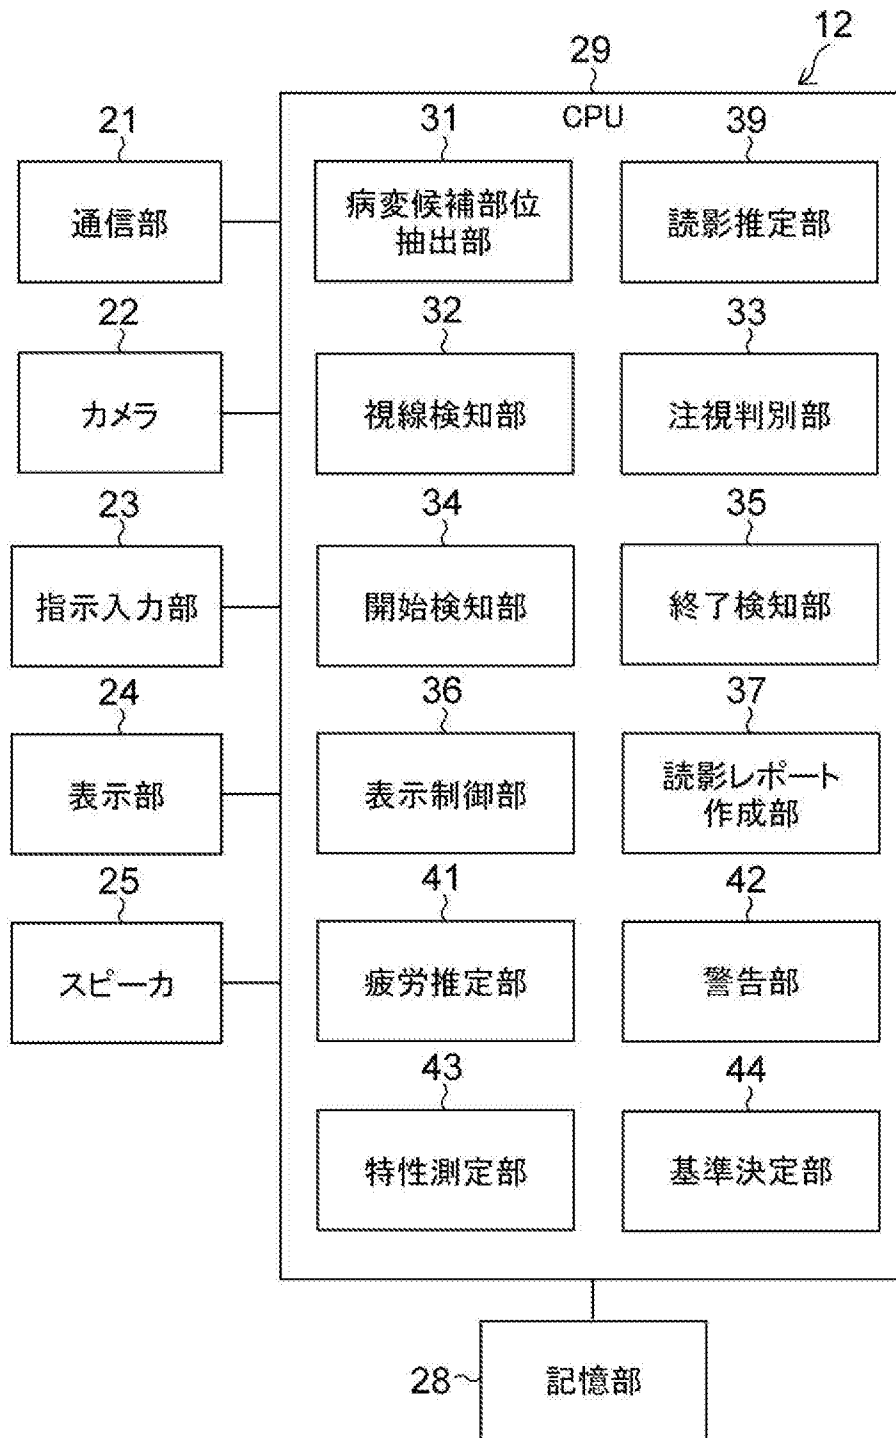 12
29
CPU
21
通信部
22
カメラ
23
指示入力部
24
表示部
25
スピーカ
31
病変候補部位
抽出部
39
読影推定部
32
視線検知部
33
注視判別部
34
開始検知部
35
終了検知部
36
表示制御部
37
読影レポート
作成部
41
疲労推定部
42
警告部
43
特性測定部
44
基準決定部
28
記憶部